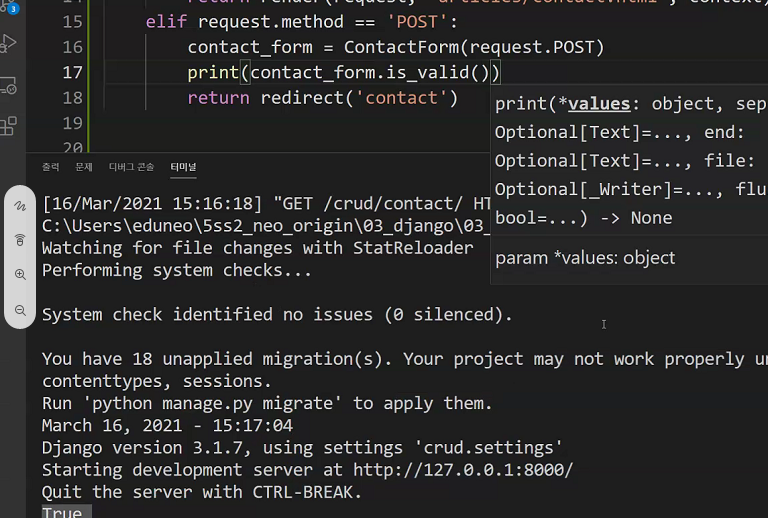 14 return render(request, 'articles/contact.html', context)
15 elif request.method == 'POST':
16 contact_form = ContactForm(request.POST)
17 print(contact_form.is_valid())
18 return redirect('contact')
19
20
print(*values: object, sep
Optional[Text]=..., end:
Optional[Text]=..., file:
Optional[_Writer]=..., flu
bool=...) -> None
param *values: object
3
출력 문제 디버그 콘솔 터미널
[16/Mar/2021 15:16:18] "GET /crud/contact/ HT
C:\Users\eduneo\5ss2_neo_origin\03_django\03_
Watching for file changes with StatReloader
Performing system checks...
System check identified no issues (0 silenced).
You have 18 unapplied migration(s). Your project may not work properly un
contenttypes, sessions.
Run 'python manage.py migrate' to apply them.
March 16, 2021 - 15:17:04
Django version 3.1.7, using settings 'crud.settings'
Starting development server at http://127.0.0.1:8000/
Quit the server with CTRL-BREAK.
True